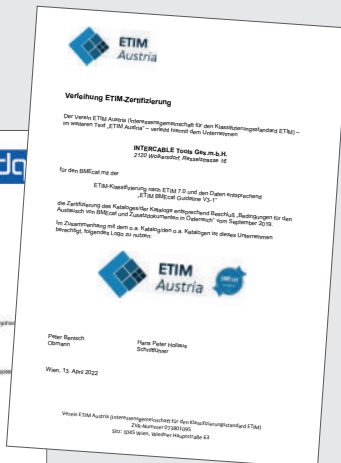 ETIM
Austria
Verleihung ETIM-Zertifizierung
Der Verein ETIM Austria (Interessensgemeinschaft für den Klassifizierungsstandard ETIM) –
im weiteren Text „ETIM Austria" – verleiht hiermit dem Unternehmen
INTERCABLE Tools Ges.m.b.H.
2120 Wolkersdorf, Resselstrasse 16
für den BMEcat mit der
ETIM-Klassifizierung nach ETIM 7.0 und den Daten entsprechend
„ETIM BMEcat Guideline V3-1"
die Zertifizierung des Kataloges/der Kataloge entsprechend Beschluß „Bedingungen für den
Austausch von BMEcat und Zusatzdokumenten in Österreich" vom September 2019.
Im Zusammenhang mit dem o.a. Katalog/den o.a. Katalogen ist dieses Unternehmen
berechtigt, folgendes Logo zu nutzen:
ETIM
Austria
BMEcat
Peter Bentsch
Obmann
Hans Peter
Schriftführer
Wien, 13. April 2022
Verein ETIM Austria (Interessensgemeinschaft für den Klassifizierungsstandard ETIM)
ZVR-Nummer 073801095
Sitz: 1045 Wien, Wiedner Hauptstraße 63